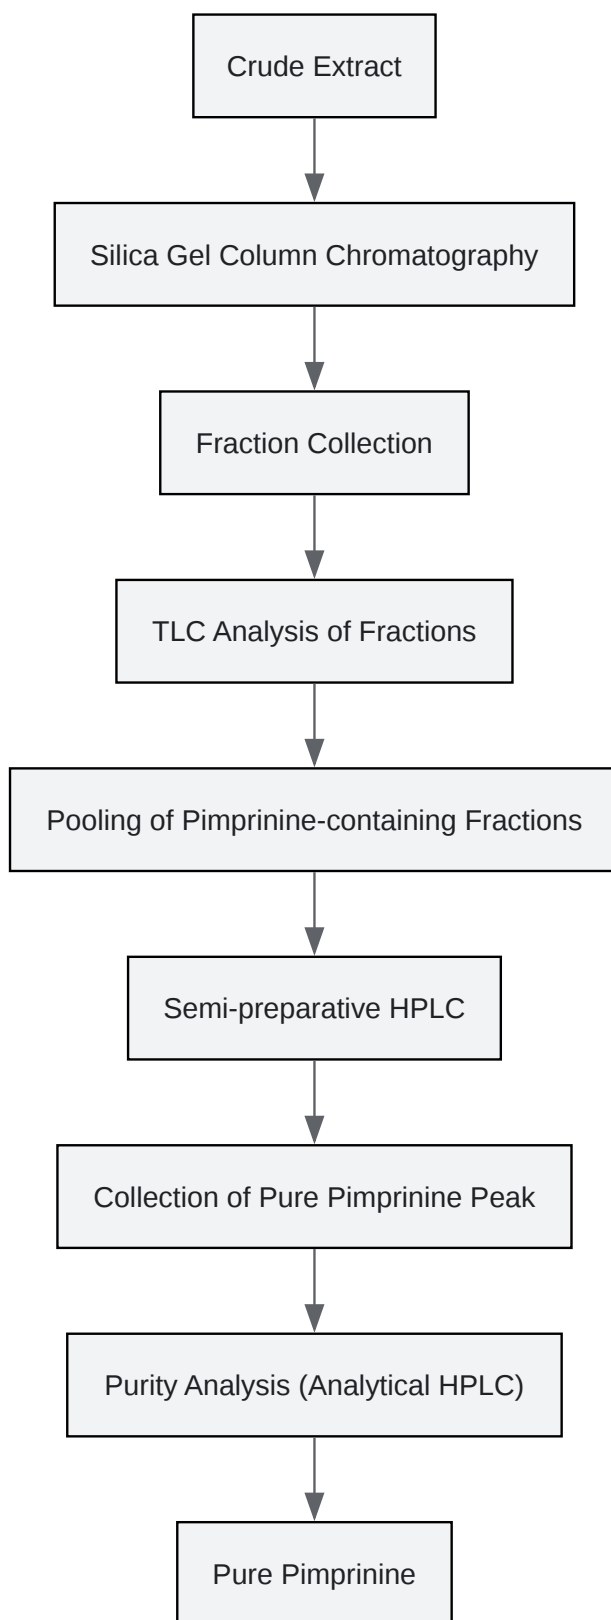 Crude Extract
Silica Gel Column Chromatography
Fraction Collection
TLC Analysis of Fractions
Pooling of Pimprinine-containing Fractions
Semi-preparative HPLC
Collection of Pure Pimprinine Peak
Purity Analysis (Analytical HPLC)
Pure Pimprinine